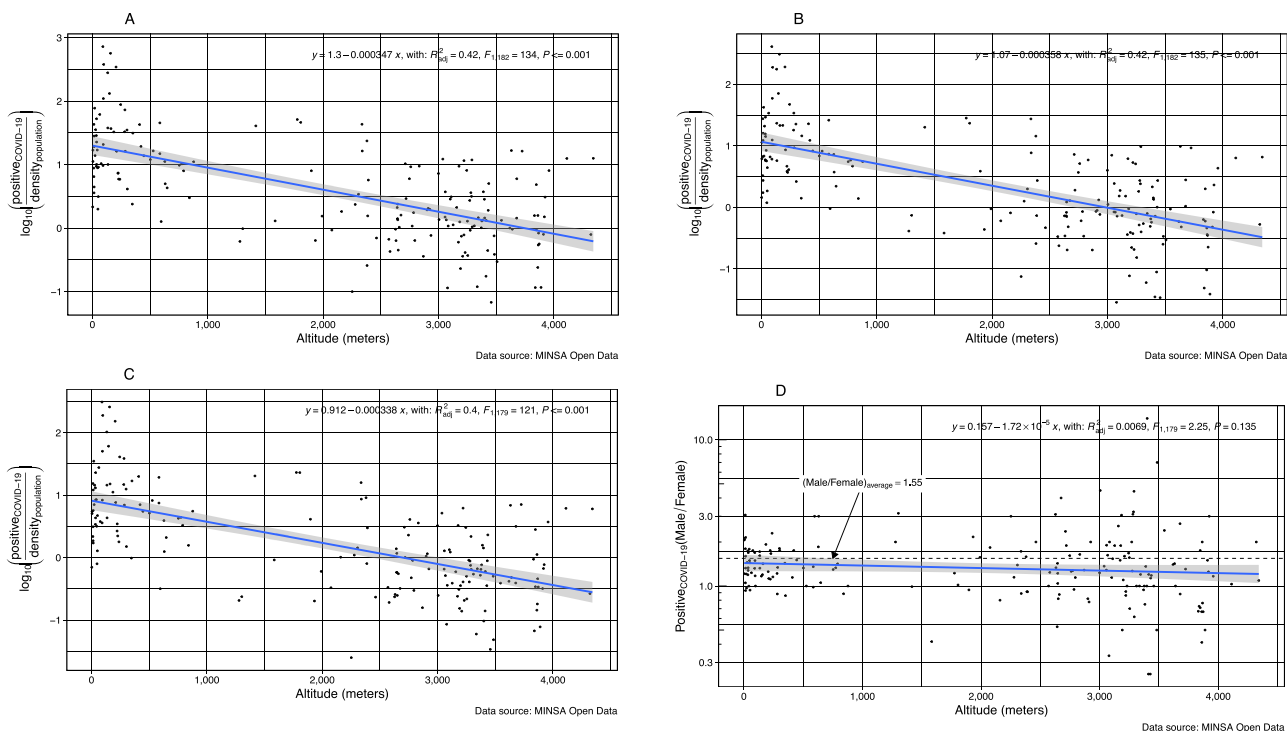 A
y = 1.3−0.000347 x, with: R²adj = 0.42, F1,182 = 134, P <= 0.001
3
2
1
0
−1
log10(positiveCOVID−19 / densitypopulation)
0 1,000 2,000 3,000 4,000
Altitude (meters)
Data source: MINSA Open Data
B
y = 1.07−0.000358 x, with: R²adj = 0.42, F1,182 = 135, P <= 0.001
2
1
0
−1
log10(positiveCOVID−19 / densitypopulation)
0 1,000 2,000 3,000 4,000
Altitude (meters)
Data source: MINSA Open Data
C
y = 0.912−0.000338 x, with: R²adj = 0.4, F1,179 = 121, P <= 0.001
2
1
0
−1
log10(positiveCOVID−19 / densitypopulation)
0 1,000 2,000 3,000 4,000
Altitude (meters)
Data source: MINSA Open Data
D
y = 0.157−1.72×10⁻⁵ x, with: R²adj = 0.0069, F1,179 = 2.25, P = 0.135
(Male/Female)average = 1.55
10.0
3.0
1.0
0.3
PositiveCOVID−19(Male/Female)
0 1,000 2,000 3,000 4,000
Altitude (meters)
Data source: MINSA Open Data